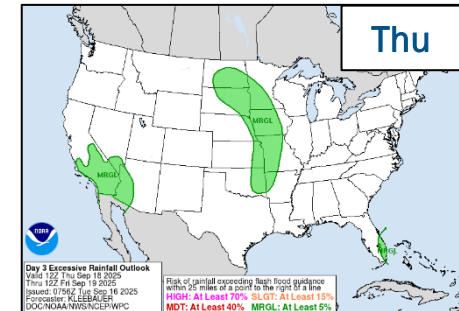 Thu
MRGL
MRGL
MRGL
NOAA
Day 3 Excessive Rainfall Outlook
Valid 12Z Thu Sep 18 2025
Thru 12Z Fri Sep 19 2025
Issued: 0756Z Tue Sep 16 2025
Forecaster: KLEEBAUER
DOC/NOAA/NWS/NCEP/WPC
Risk of rainfall exceeding flash flood guidance
within 25 miles of a point to the right of a line
HIGH: At Least 70% SLGT: At Least 15%
MDT: At Least 40% MRGL: At Least 5%